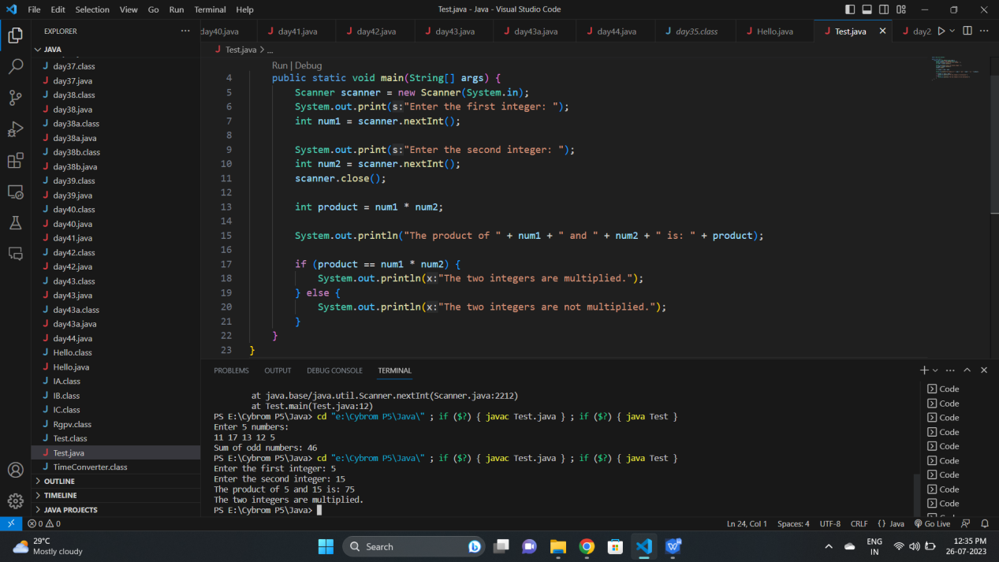 File Edit Selection View Go Run Terminal Help
Test.java - Java - Visual Studio Code
EXPLORER
JAVA
day37.class
day37.java
day38.class
day38.java
day38a.class
day38a.java
day38b.class
day38b.java
day39.class
day39.java
day40.class
day40.java
day41.java
day42.class
day42.java
day43.class
day43.java
day43a.class
day43a.java
day44.java
Hello.class
Hello.java
IA.class
IB.class
IC.class
Rgpv.class
Test.class
Test.java
TimeConverter.class
OUTLINE
TIMELINE
JAVA PROJECTS
day40.java day41.java day42.java day43.java day43a.java day44.java day35.class Hello.java Test.java day2
Test.java > ...
Run | Debug
4 public static void main(String[] args) {
5 Scanner scanner = new Scanner(System.in);
6 System.out.print(s:"Enter the first integer: ");
7 int num1 = scanner.nextInt();
8
9 System.out.print(s:"Enter the second integer: ");
10 int num2 = scanner.nextInt();
11 scanner.close();
12
13 int product = num1 * num2;
14
15 System.out.println("The product of " + num1 + " and " + num2 + " is: " + product);
16
17 if (product == num1 * num2) {
18 System.out.println(x:"The two integers are multiplied.");
19 } else {
20 System.out.println(x:"The two integers are not multiplied.");
21 }
22 }
23 }
PROBLEMS OUTPUT DEBUG CONSOLE TERMINAL
at java.base/java.util.Scanner.nextInt(Scanner.java:2212)
at Test.main(Test.java:12)
PS E:\Cybrom P5\Java> cd "e:\Cybrom P5\Java\" ; if ($?) { javac Test.java } ; if ($?) { java Test }
Enter 5 numbers:
11 17 13 12 5
Sum of odd numbers: 46
PS E:\Cybrom P5\Java> cd "e:\Cybrom P5\Java\" ; if ($?) { javac Test.java } ; if ($?) { java Test }
Enter the first integer: 5
Enter the second integer: 15
The product of 5 and 15 is: 75
The two integers are multiplied.
PS E:\Cybrom P5\Java>
Code
Code
Code
Code
Code
Code
Code
Code
Code
0 0 Ln 24, Col 1 Spaces: 4 UTF-8 CRLF {} Java Go Live
29°C
Mostly cloudy
Search
ENG
IN
12:35 PM
26-07-2023